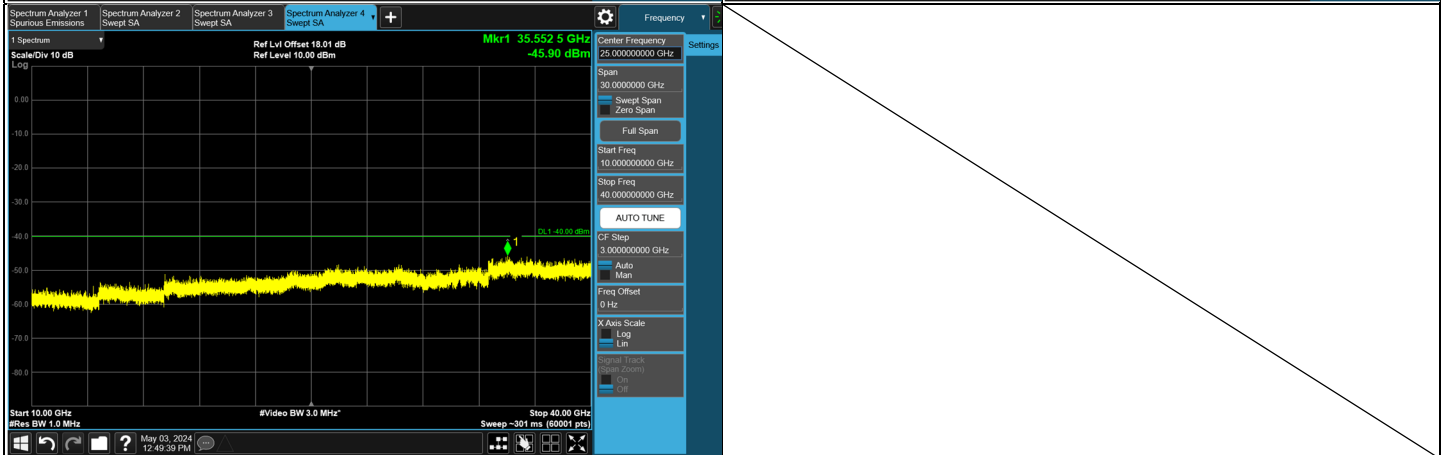 Spectrum Analyzer 1
Spurious Emissions
Spectrum Analyzer 2
Swept SA
Spectrum Analyzer 3
Swept SA
Spectrum Analyzer 4
Swept SA
Frequency
1 Spectrum
Scale/Div 10 dB
Log
Ref Lvl Offset 18.01 dB
Ref Level 10.00 dBm
Mkr1 35.552 5 GHz
-45.90 dBm
0.00
-10.0
-20.0
-30.0
-40.0
-50.0
-60.0
-70.0
-80.0
DL1 -40.00 dBm
1
Start 10.00 GHz
#Res BW 1.0 MHz
#Video BW 3.0 MHz*
Stop 40.00 GHz
Sweep ~301 ms (60001 pts)
Center Frequency
25.000000000 GHz
Settings
Span
30.0000000 GHz
Swept Span
Zero Span
Full Span
Start Freq
10.000000000 GHz
Stop Freq
40.000000000 GHz
AUTO TUNE
CF Step
3.000000000 GHz
Auto
Man
Freq Offset
0 Hz
X Axis Scale
Log
Lin
Signal Track
(Span Zoom)
On
Off
May 03, 2024
12:49:39 PM